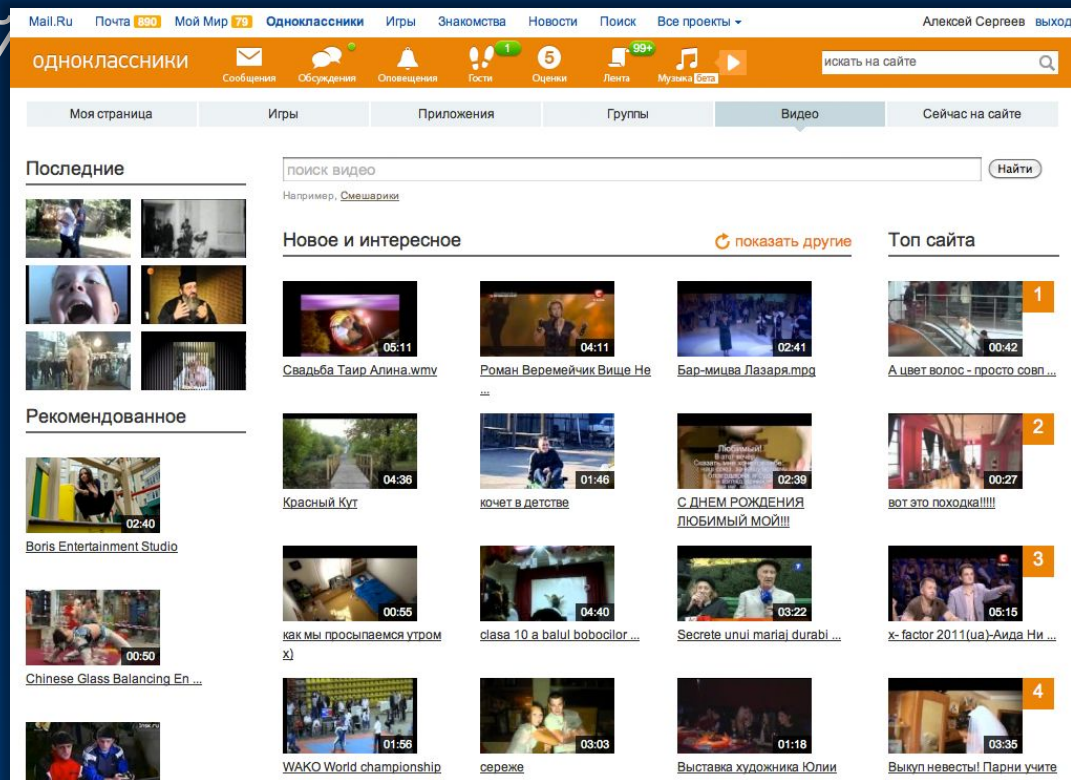 Mail.Ru Почта 890 Мой Мир 79 Одноклассники Игры Знакомства Новости Поиск Все проекты Алексей Сергеев выход
одноклассники Сообщения Обсуждения Оповещения 1 Гости 5 Оценки 99+ Лента Музыка бета искать на сайте
Моя страница Игры Приложения Группы Видео Сейчас на сайте
Последние
поиск видео Найти
Например, Смешарики
Новое и интересное показать другие
05:11
Свадьба Таир Алина.wmv
04:11
Роман Веремейчик Вище Не
...
02:41
Бар-мицва Лазаря.mpg
04:36
Красный Кут
01:46
кочет в детстве
Любимый!
02:39
С ДНЕМ РОЖДЕНИЯ
ЛЮБИМЫЙ МОЙ!!!
00:55
как мы просыпаемся утром
х)
04:40
clasa 10 a balul bobocilor ...
03:22
Secrete unui mariaj durabi ...
01:56
WAKO World championship
03:03
сереже
01:18
Выставка художника Юлии
Топ сайта
1
00:42
А цвет волос - просто совп ...
2
00:27
вот это походка!!!!!
3
05:15
x- factor 2011(ua)-Аида Ни ...
4
03:35
Выкуп невесты! Парни учите
Рекомендованное
02:40
Boris Entertainment Studio
00:50
Chinese Glass Balancing En ...